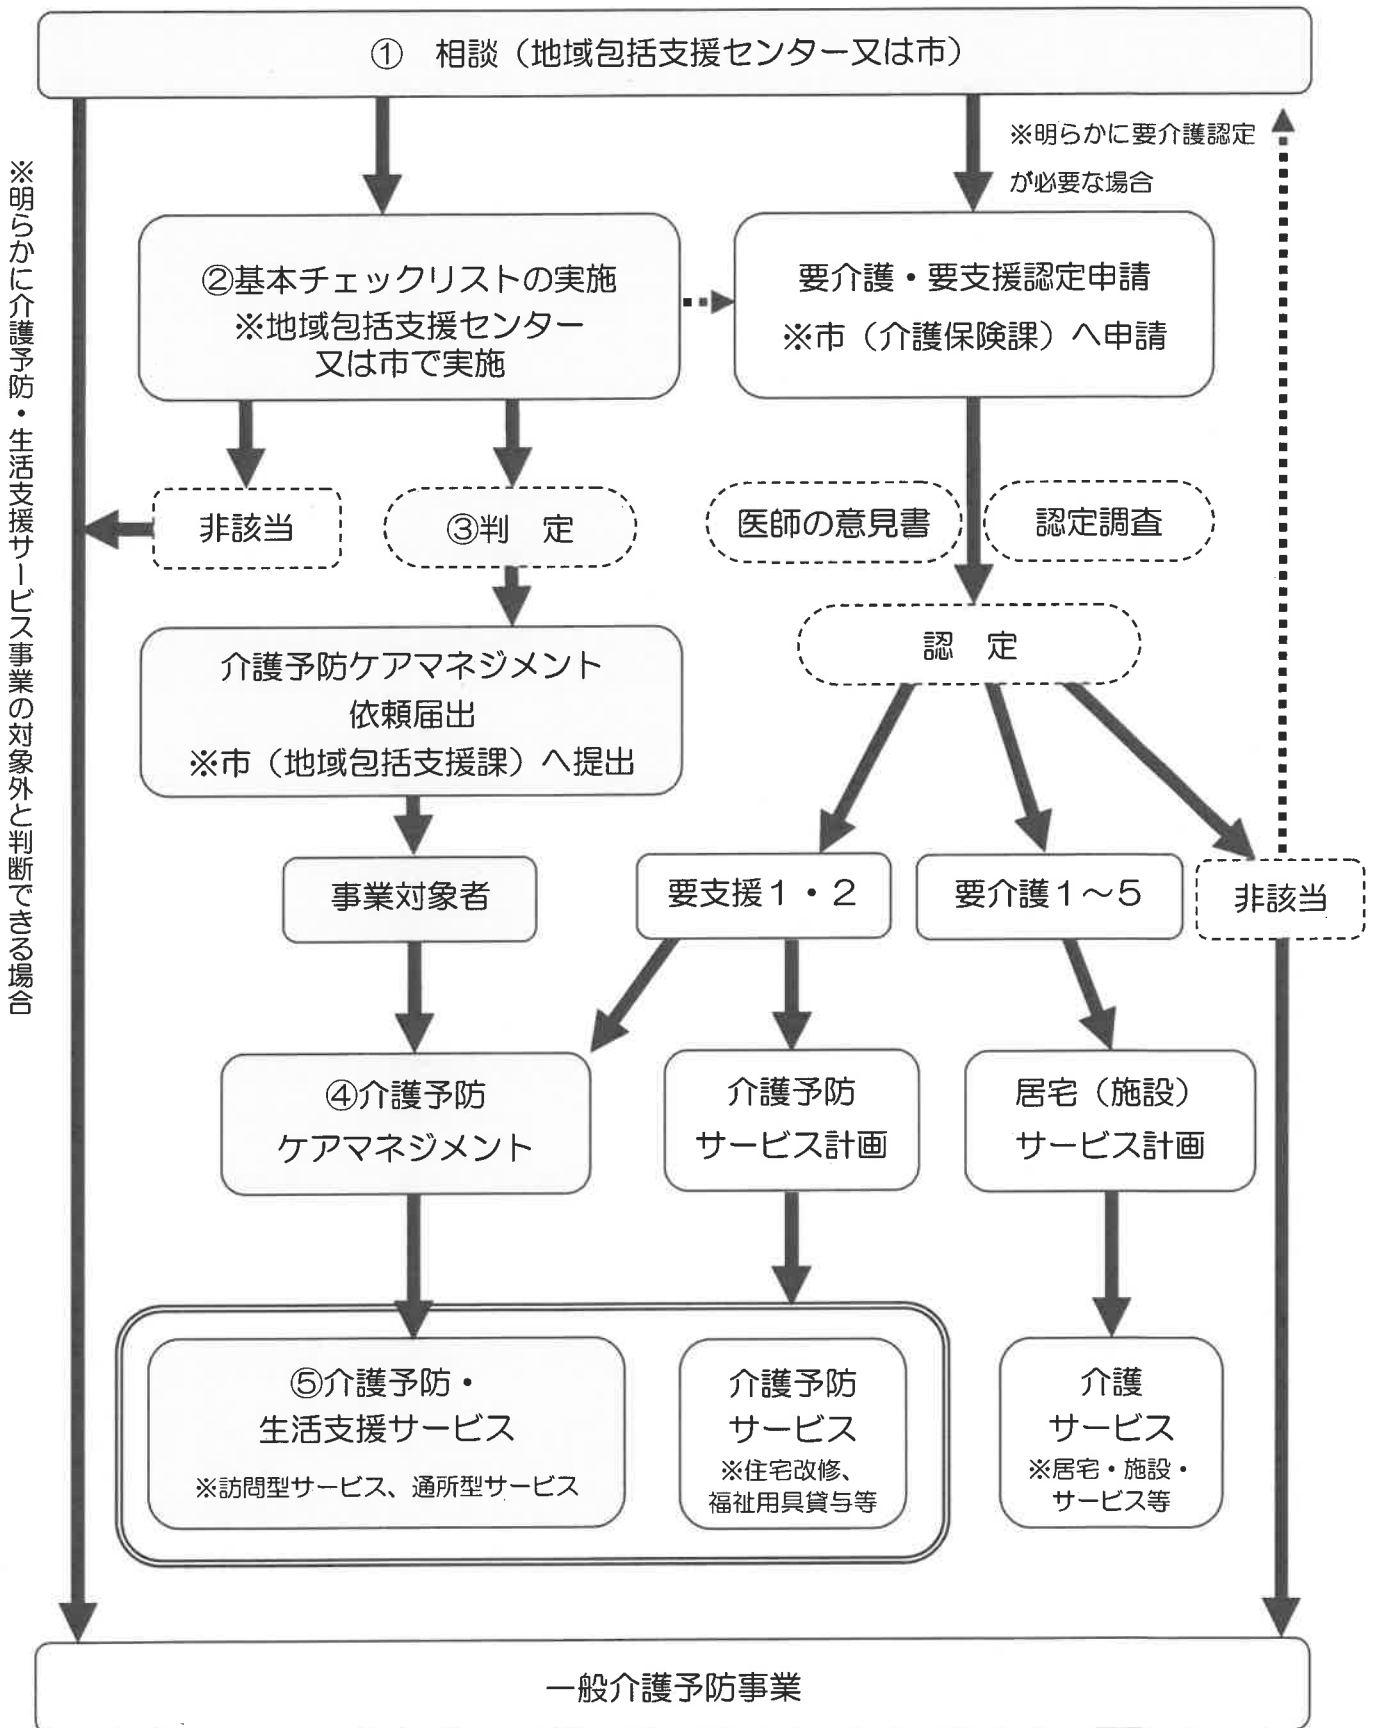 ① 相談（地域包括支援センター又は市）
※明らかに要介護認定
が必要な場合
※明らかに介護予防・生活支援サービス事業の対象外と判断できる場合
②基本チェックリストの実施
※地域包括支援センター
又は市で実施
要介護・要支援認定申請
※市（介護保険課）へ申請
非該当
③判　定
医師の意見書
認定調査
認　定
介護予防ケアマネジメント
依頼届出
※市（地域包括支援課）へ提出
事業対象者
要支援１・２
要介護１～５
非該当
④介護予防
ケアマネジメント
介護予防
サービス計画
居宅（施設）
サービス計画
⑤介護予防・
生活支援サービス
※訪問型サービス、通所型サービス
介護予防
サービス
※住宅改修、
福祉用具貸与等
介護
サービス
※居宅・施設・
サービス等
一般介護予防事業